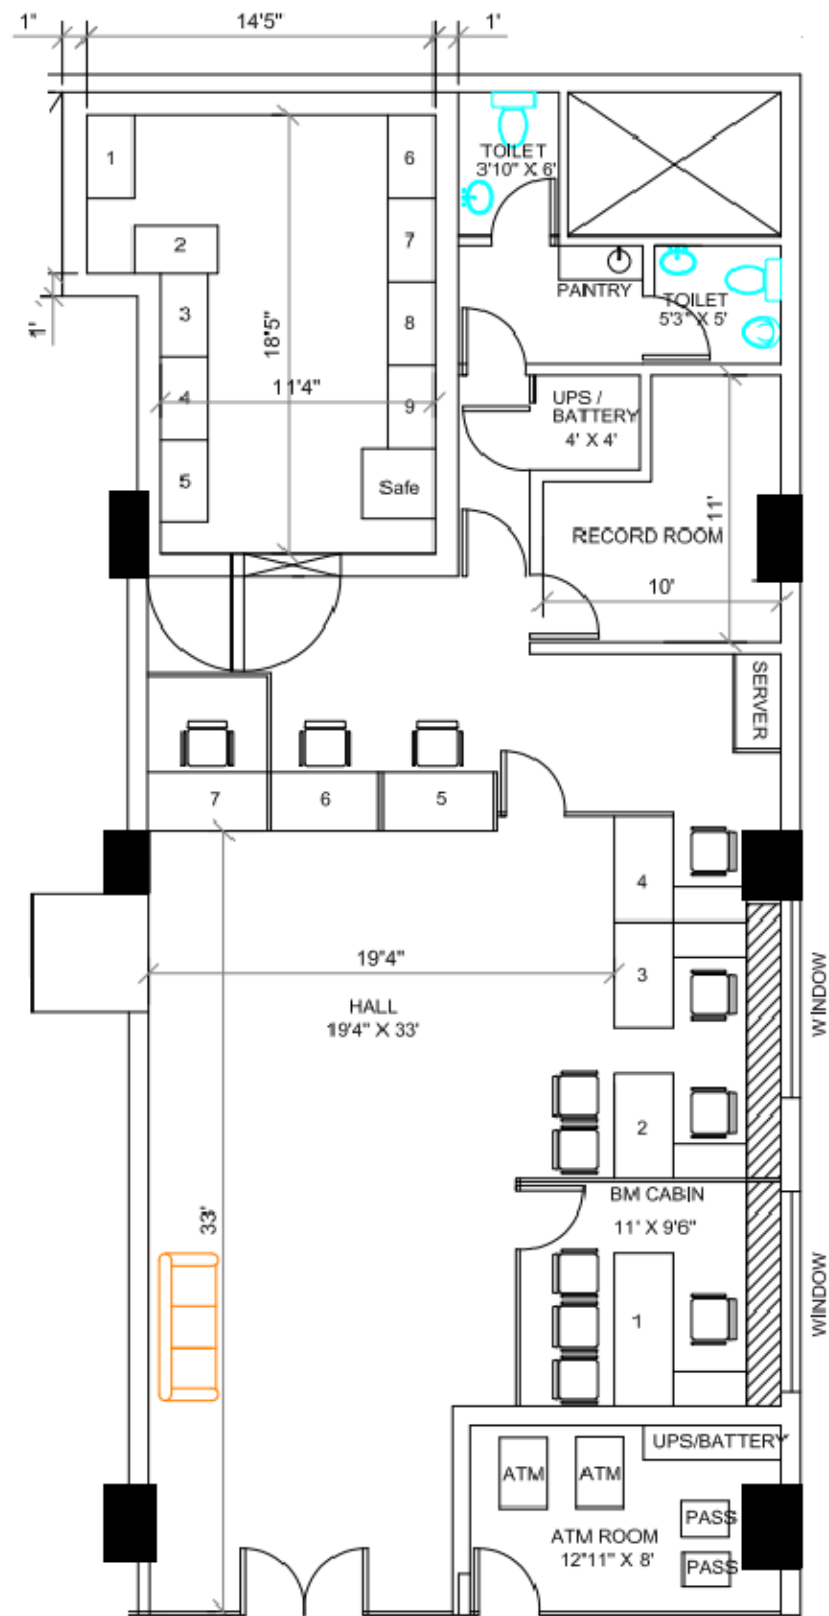 1"
14'5"
1'
1
2
3
4
5
6
7
8
9
Safe
18'5"
11'4"
1'
TOILET
3'10" X 6'
PANTRY
TOILET
5'3" X 5'
UPS /
BATTERY
4' X 4'
RECORD ROOM
11'
10'
SERVER
7
6
5
4
3
2
19'4"
HALL
19'4" X 33'
33'
WINDOW
BM CABIN
11' X 9'6"
1
WINDOW
UPS/BATTERY
ATM
ATM
PASS
PASS
ATM ROOM
12'11" X 8'